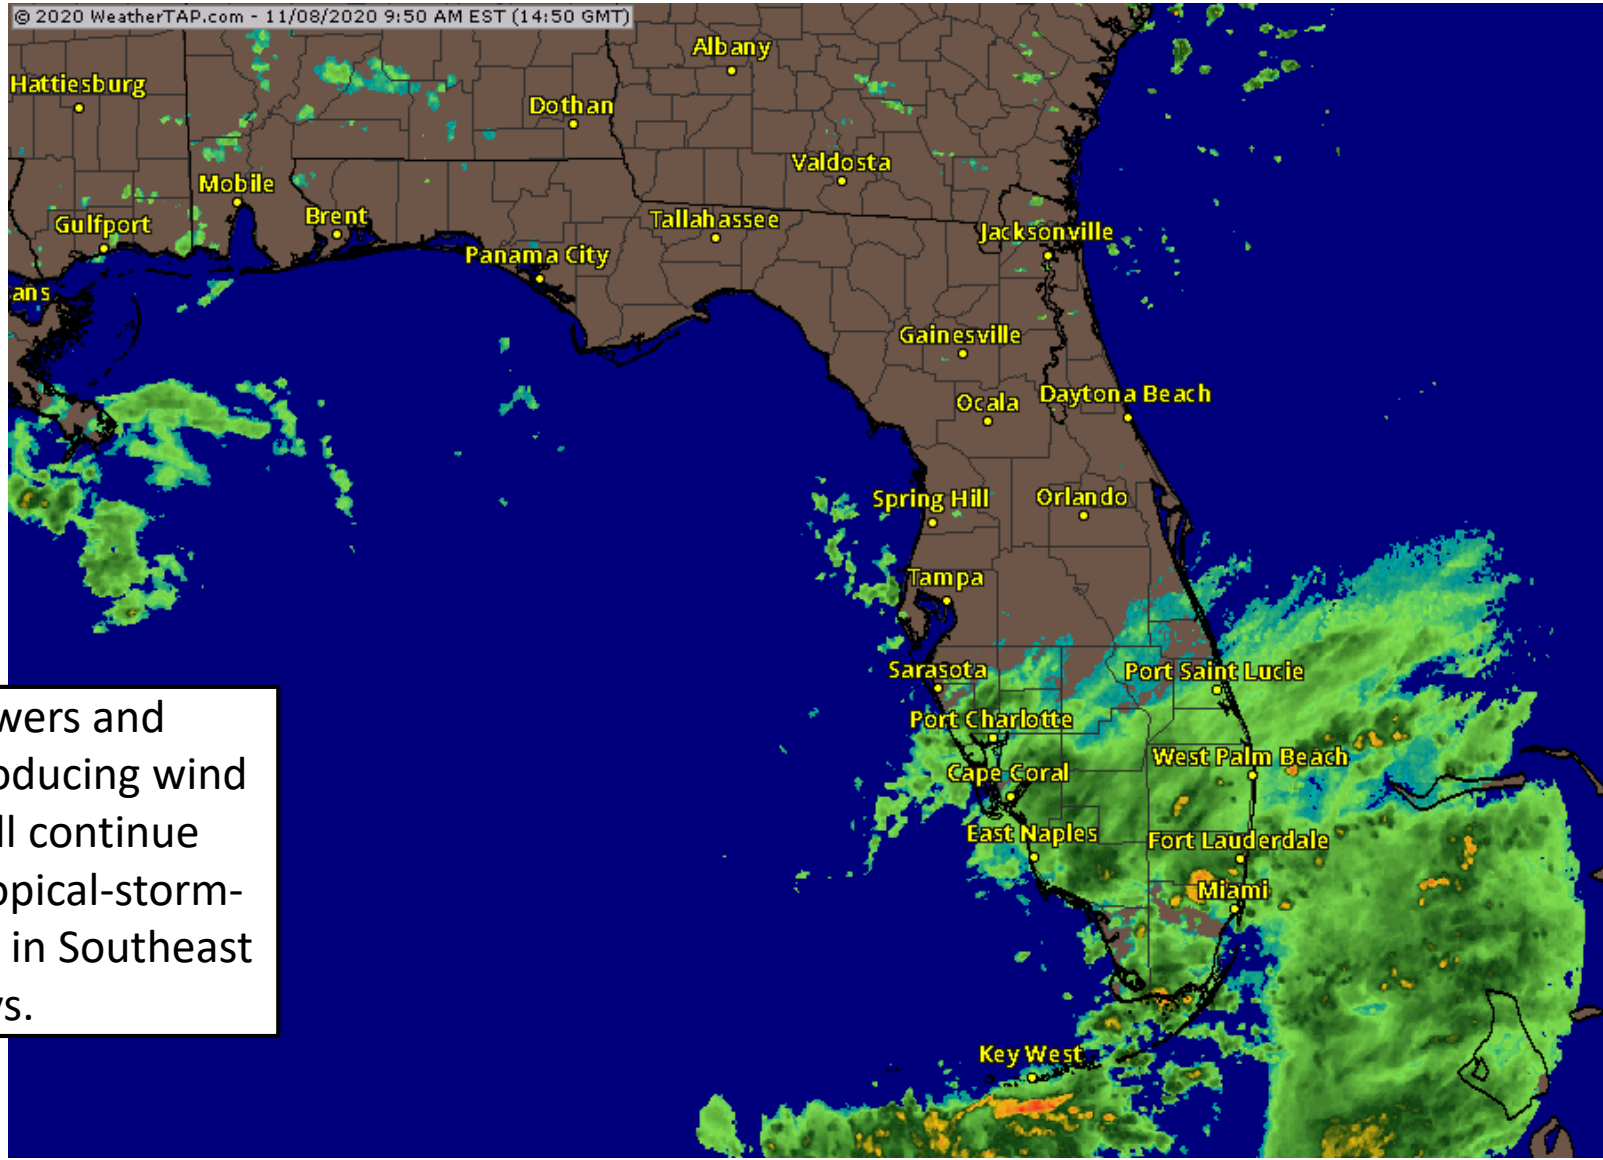 © 2020 WeatherTAP.com - 11/08/2020 9:50 AM EST (14:50 GMT)
Albany
Hattiesburg
Dothan
Valdosta
Mobile
Brent
Tallahassee
Gulfport
Jacksonville
Panama City
ans
Gainesville
Daytona Beach
Ocala
Spring Hill
Orlando
Tampa
Sarasota
Port Saint Lucie
Port Charlotte
West Palm Beach
Cape Coral
East Naples
Fort Lauderdale
Miami
Key West
wers and
oducing wind
ll continue
opical-storm-
in Southeast
ys.